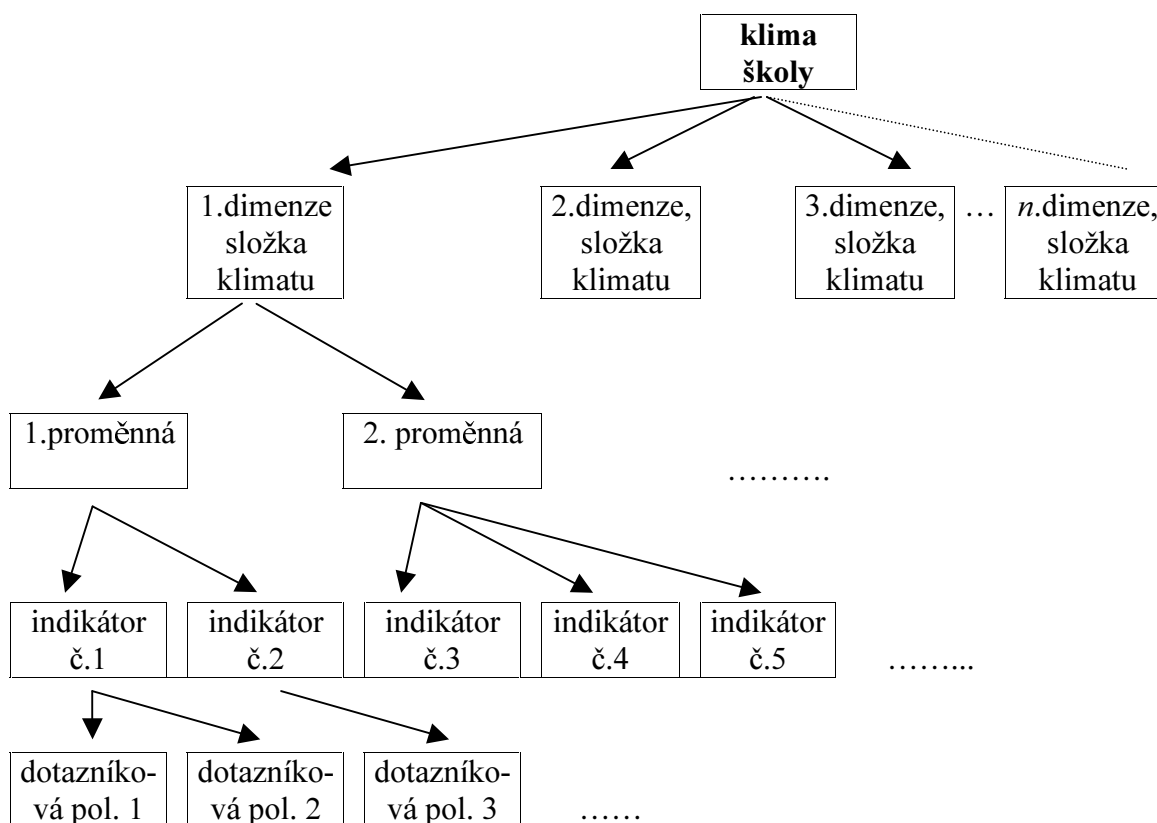 klima
školy
1.dimenze
složka
klimatu
2.dimenze,
složka
klimatu
3.dimenze,
složka
klimatu
…
n.dimenze,
složka
klimatu
1.proměnná
2. proměnná
……….
indikátor
č.1
indikátor
č.2
indikátor
č.3
indikátor
č.4
indikátor
č.5
……...
dotazníko-
vá pol. 1
dotazníko-
vá pol. 2
dotazníko-
vá pol. 3
……